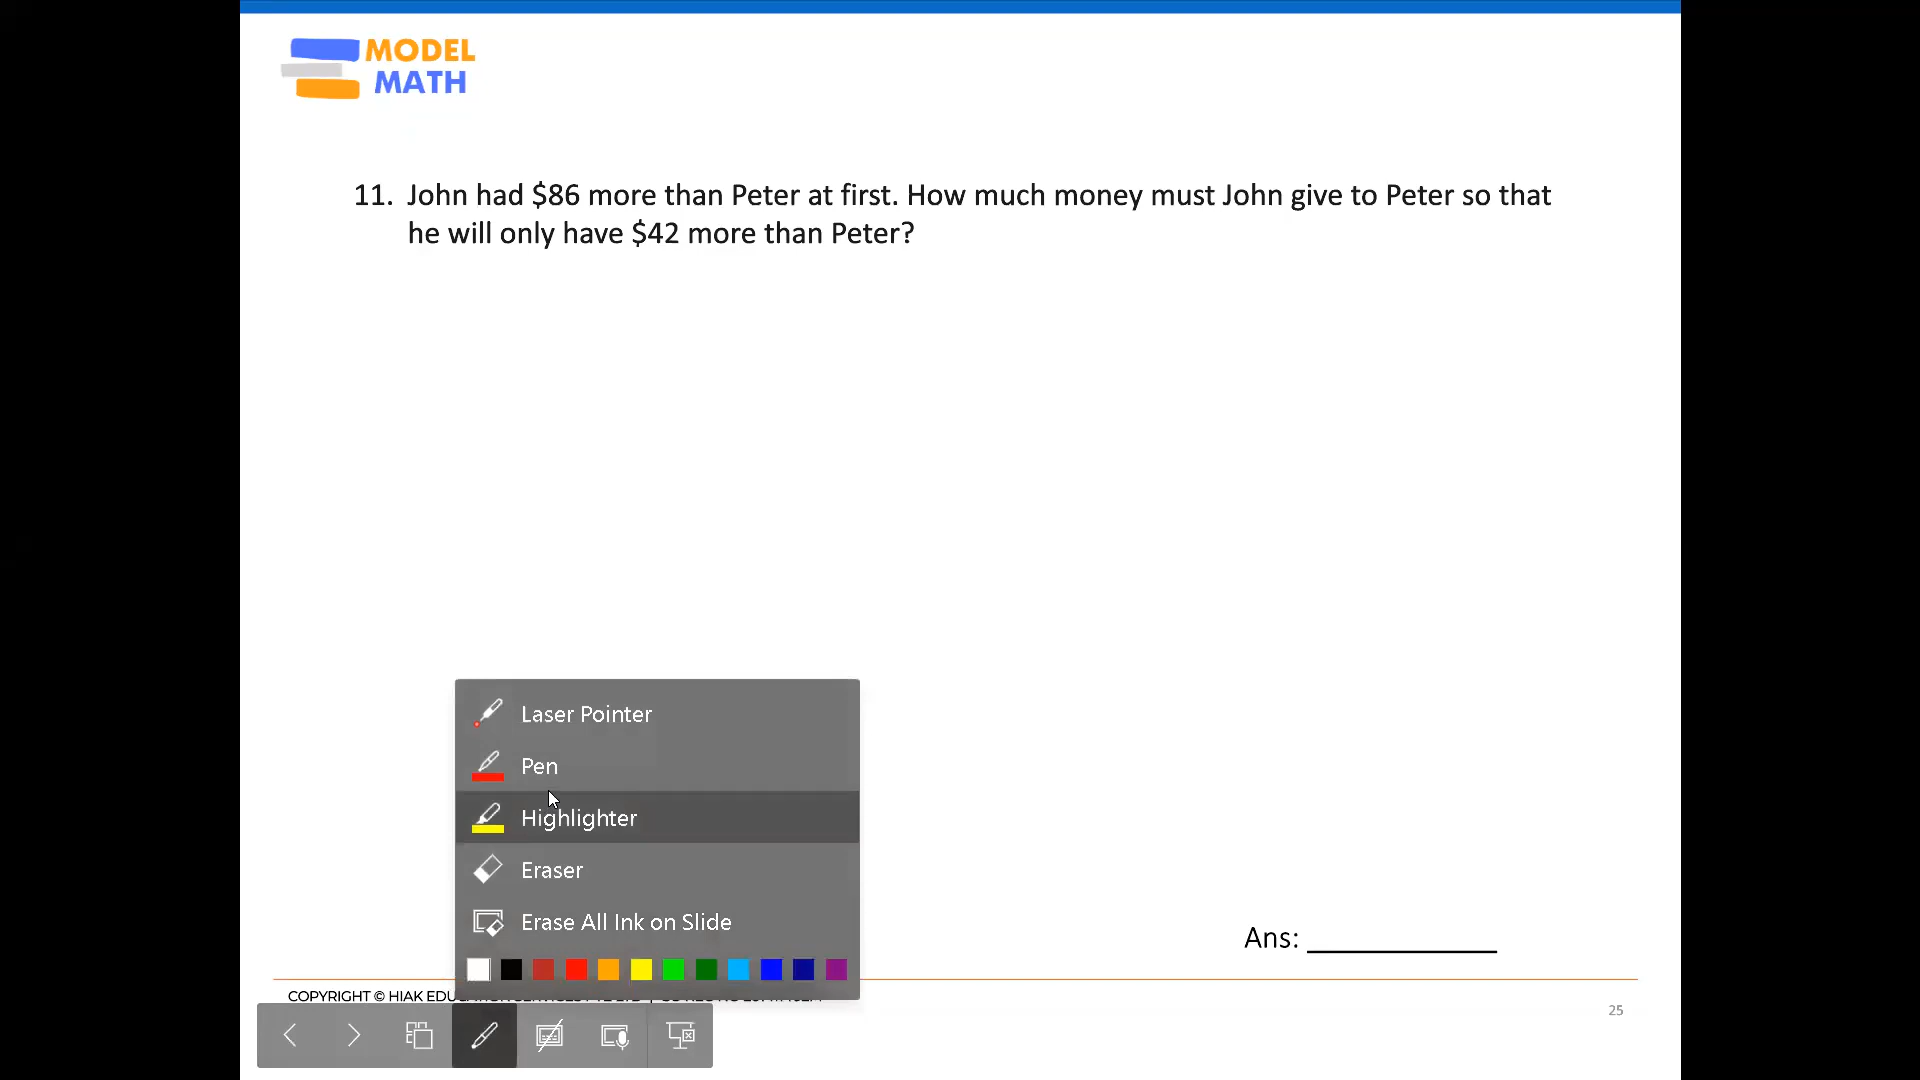 MODEL
MATH
11. John had $86 more than Peter at first. How much money must John give to Peter so that
he will only have $42 more than Peter?
Laser Pointer
Pen
Highlighter
Eraser
Erase All Ink on Slide
Ans:
COPYRIGHT © HIAK
25